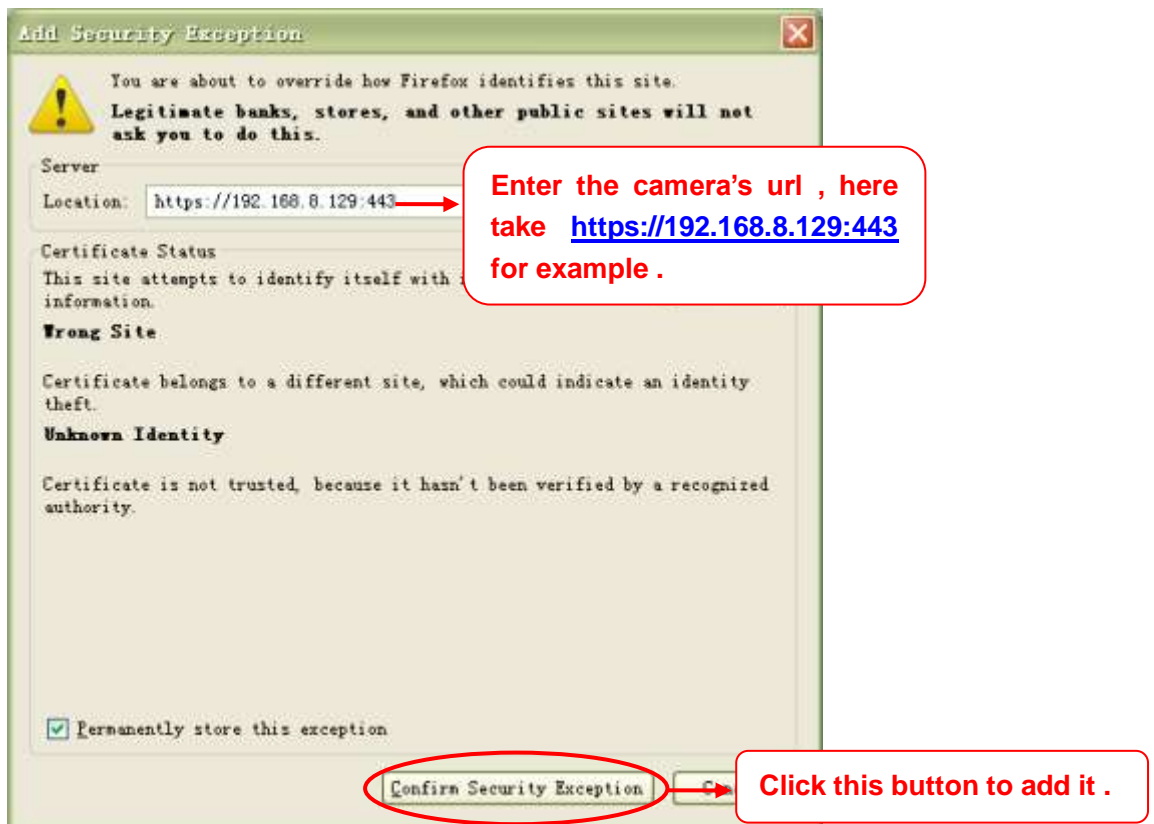 Add Security Exception
You are about to override how Firefox identifies this site.
Legitimate banks, stores, and other public sites will not
ask you to do this.
Server
Location: https://192.168.8.129:443
Enter the camera's url , here
take https://192.168.8.129:443
for example .
Certificate Status
This site attempts to identify itself with
information.
Wrong Site
Certificate belongs to a different site, which could indicate an identity
theft.
Unknown Identity
Certificate is not trusted, because it hasn't been verified by a recognized
authority.
Permanently store this exception
Confirm Security Exception
Click this button to add it .